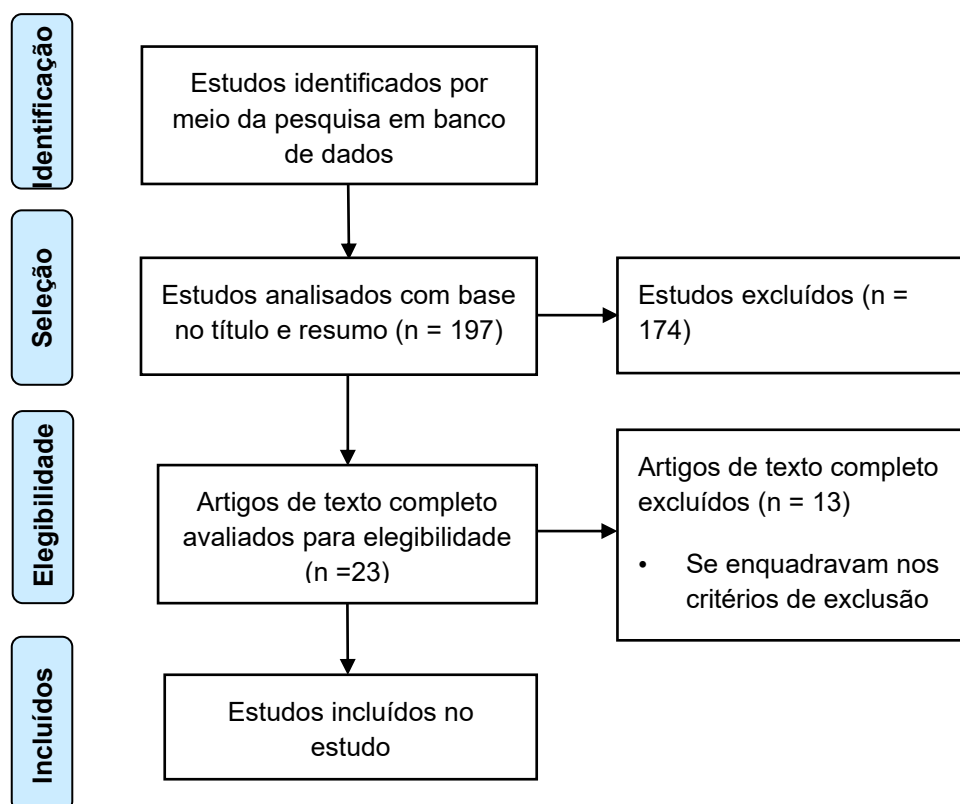 Identificação
Estudos identificados por
meio da pesquisa em banco
de dados
Seleção
Estudos analisados com base
no título e resumo (n = 197)
Estudos excluídos (n =
174)
Elegibilidade
Artigos de texto completo
avaliados para elegibilidade
(n =23)
Artigos de texto completo
excluídos (n = 13)
• Se enquadravam nos
critérios de exclusão
Incluídos
Estudos incluídos no
estudo